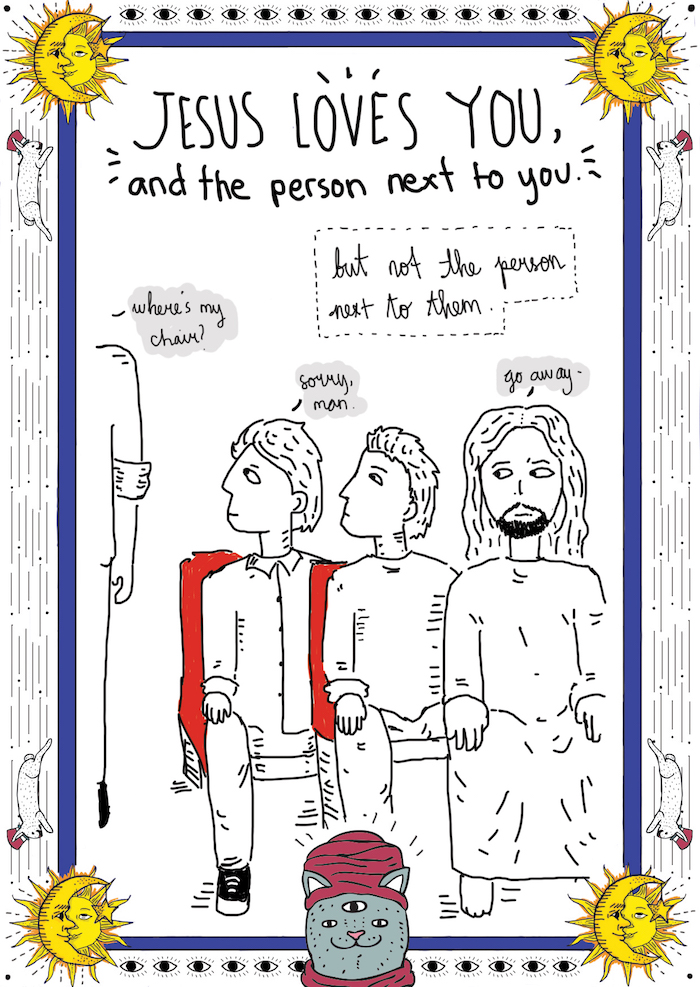 JESUS LOVES YOU,
and the person next to you.
but not the person
next to them.
where's my
chair?
sorry,
man.
go away-